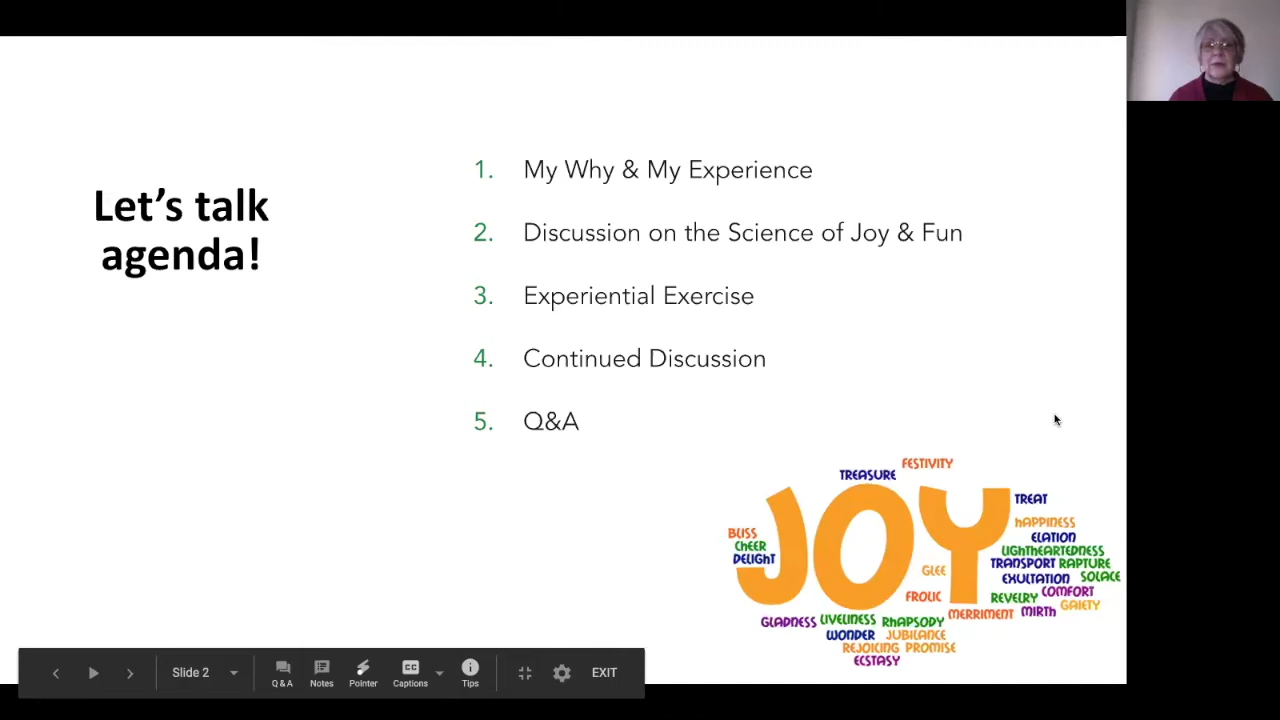 Let's talk
agenda!
1. My Why & My Experience
2. Discussion on the Science of Joy & Fun
3. Experiential Exercise
4. Continued Discussion
5. Q&A
FESTIVITY
TREASURE
TREAT
BLISS
CHEER
DELIGHT
JOY
HAPPINESS
ELATION
LIGHTHEARTEDNESS
TRANSPORT RAPTURE
GLEE
EXULTATION SOLACE
FROLIC
REVELRY COMFORT
MERRIMENT MIRTH GAIETY
GLADNESS LIVELINESS RHAPSODY
WONDER JUBILANCE
REJOICING PROMISE
ECSTASY
Slide 2
Q & A
Notes
Pointer
CC
Captions
Tips
EXIT